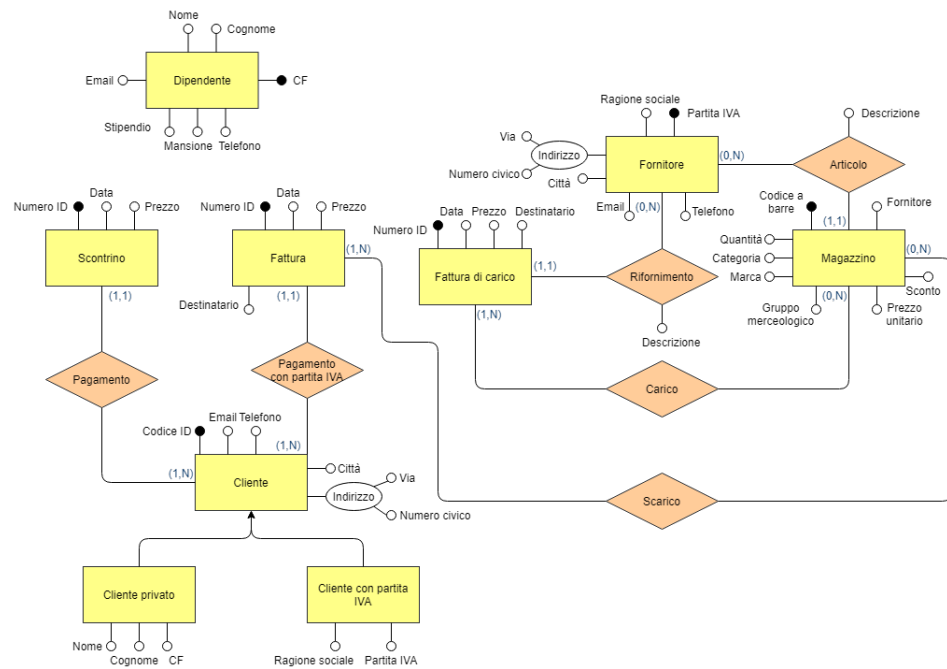 Nome
Cognome
Email
Dipendente
CF
Stipendio
Mansione
Telefono
Ragione sociale
Partita IVA
Descrizione
Via
Indirizzo
Numero civico
Fornitore
(0,N)
Articolo
Città
Email
(0,N)
Telefono
Numero ID
Data
Prezzo
Scontrino
(1,1)
Numero ID
Data
Prezzo
Fattura
(1,N)
Destinatario
(1,1)
Numero ID
Data
Prezzo
Destinatario
Fattura di carico
(1,1)
(1,N)
Rifornimento
Descrizione
Codice a
barre
Fornitore
(1,1)
Quantità
Categoria
Marca
Magazzino
(0,N)
Sconto
Gruppo
merceologico
(0,N)
Prezzo
unitario
Pagamento
Pagamento
con partita IVA
Carico
Codice ID
Email
Telefono
(1,N)
(1,N)
Cliente
Città
Via
Indirizzo
Numero civico
Scarico
Cliente privato
Nome
Cognome
CF
Cliente con partita
IVA
Ragione sociale
Partita IVA